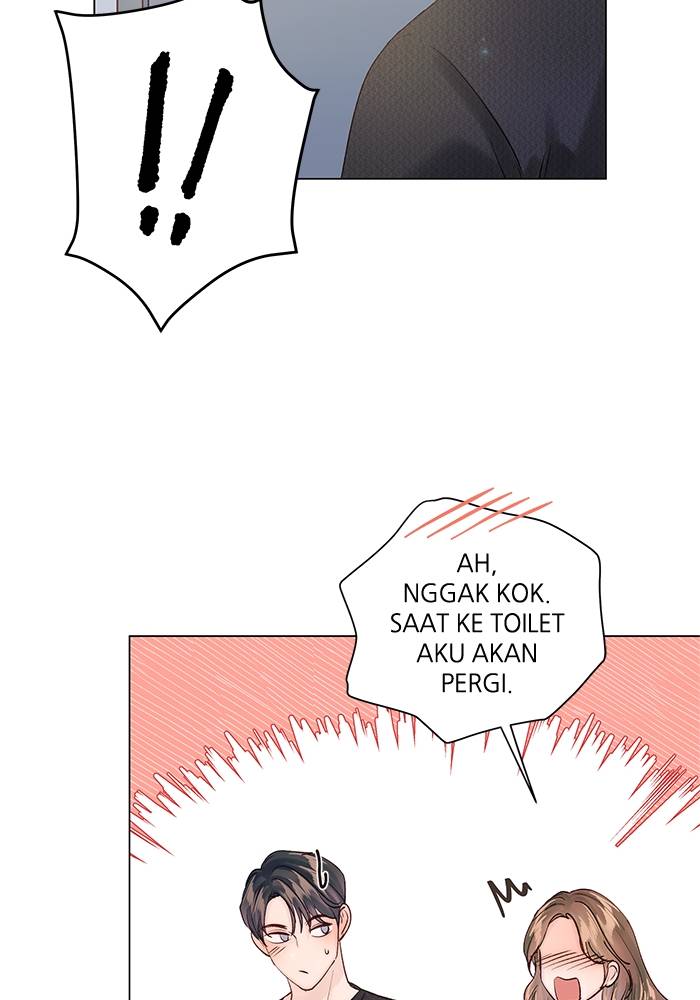 !!
AH,
NGGAK KOK.
SAAT KE TOILET
AKU AKAN
PERGI.